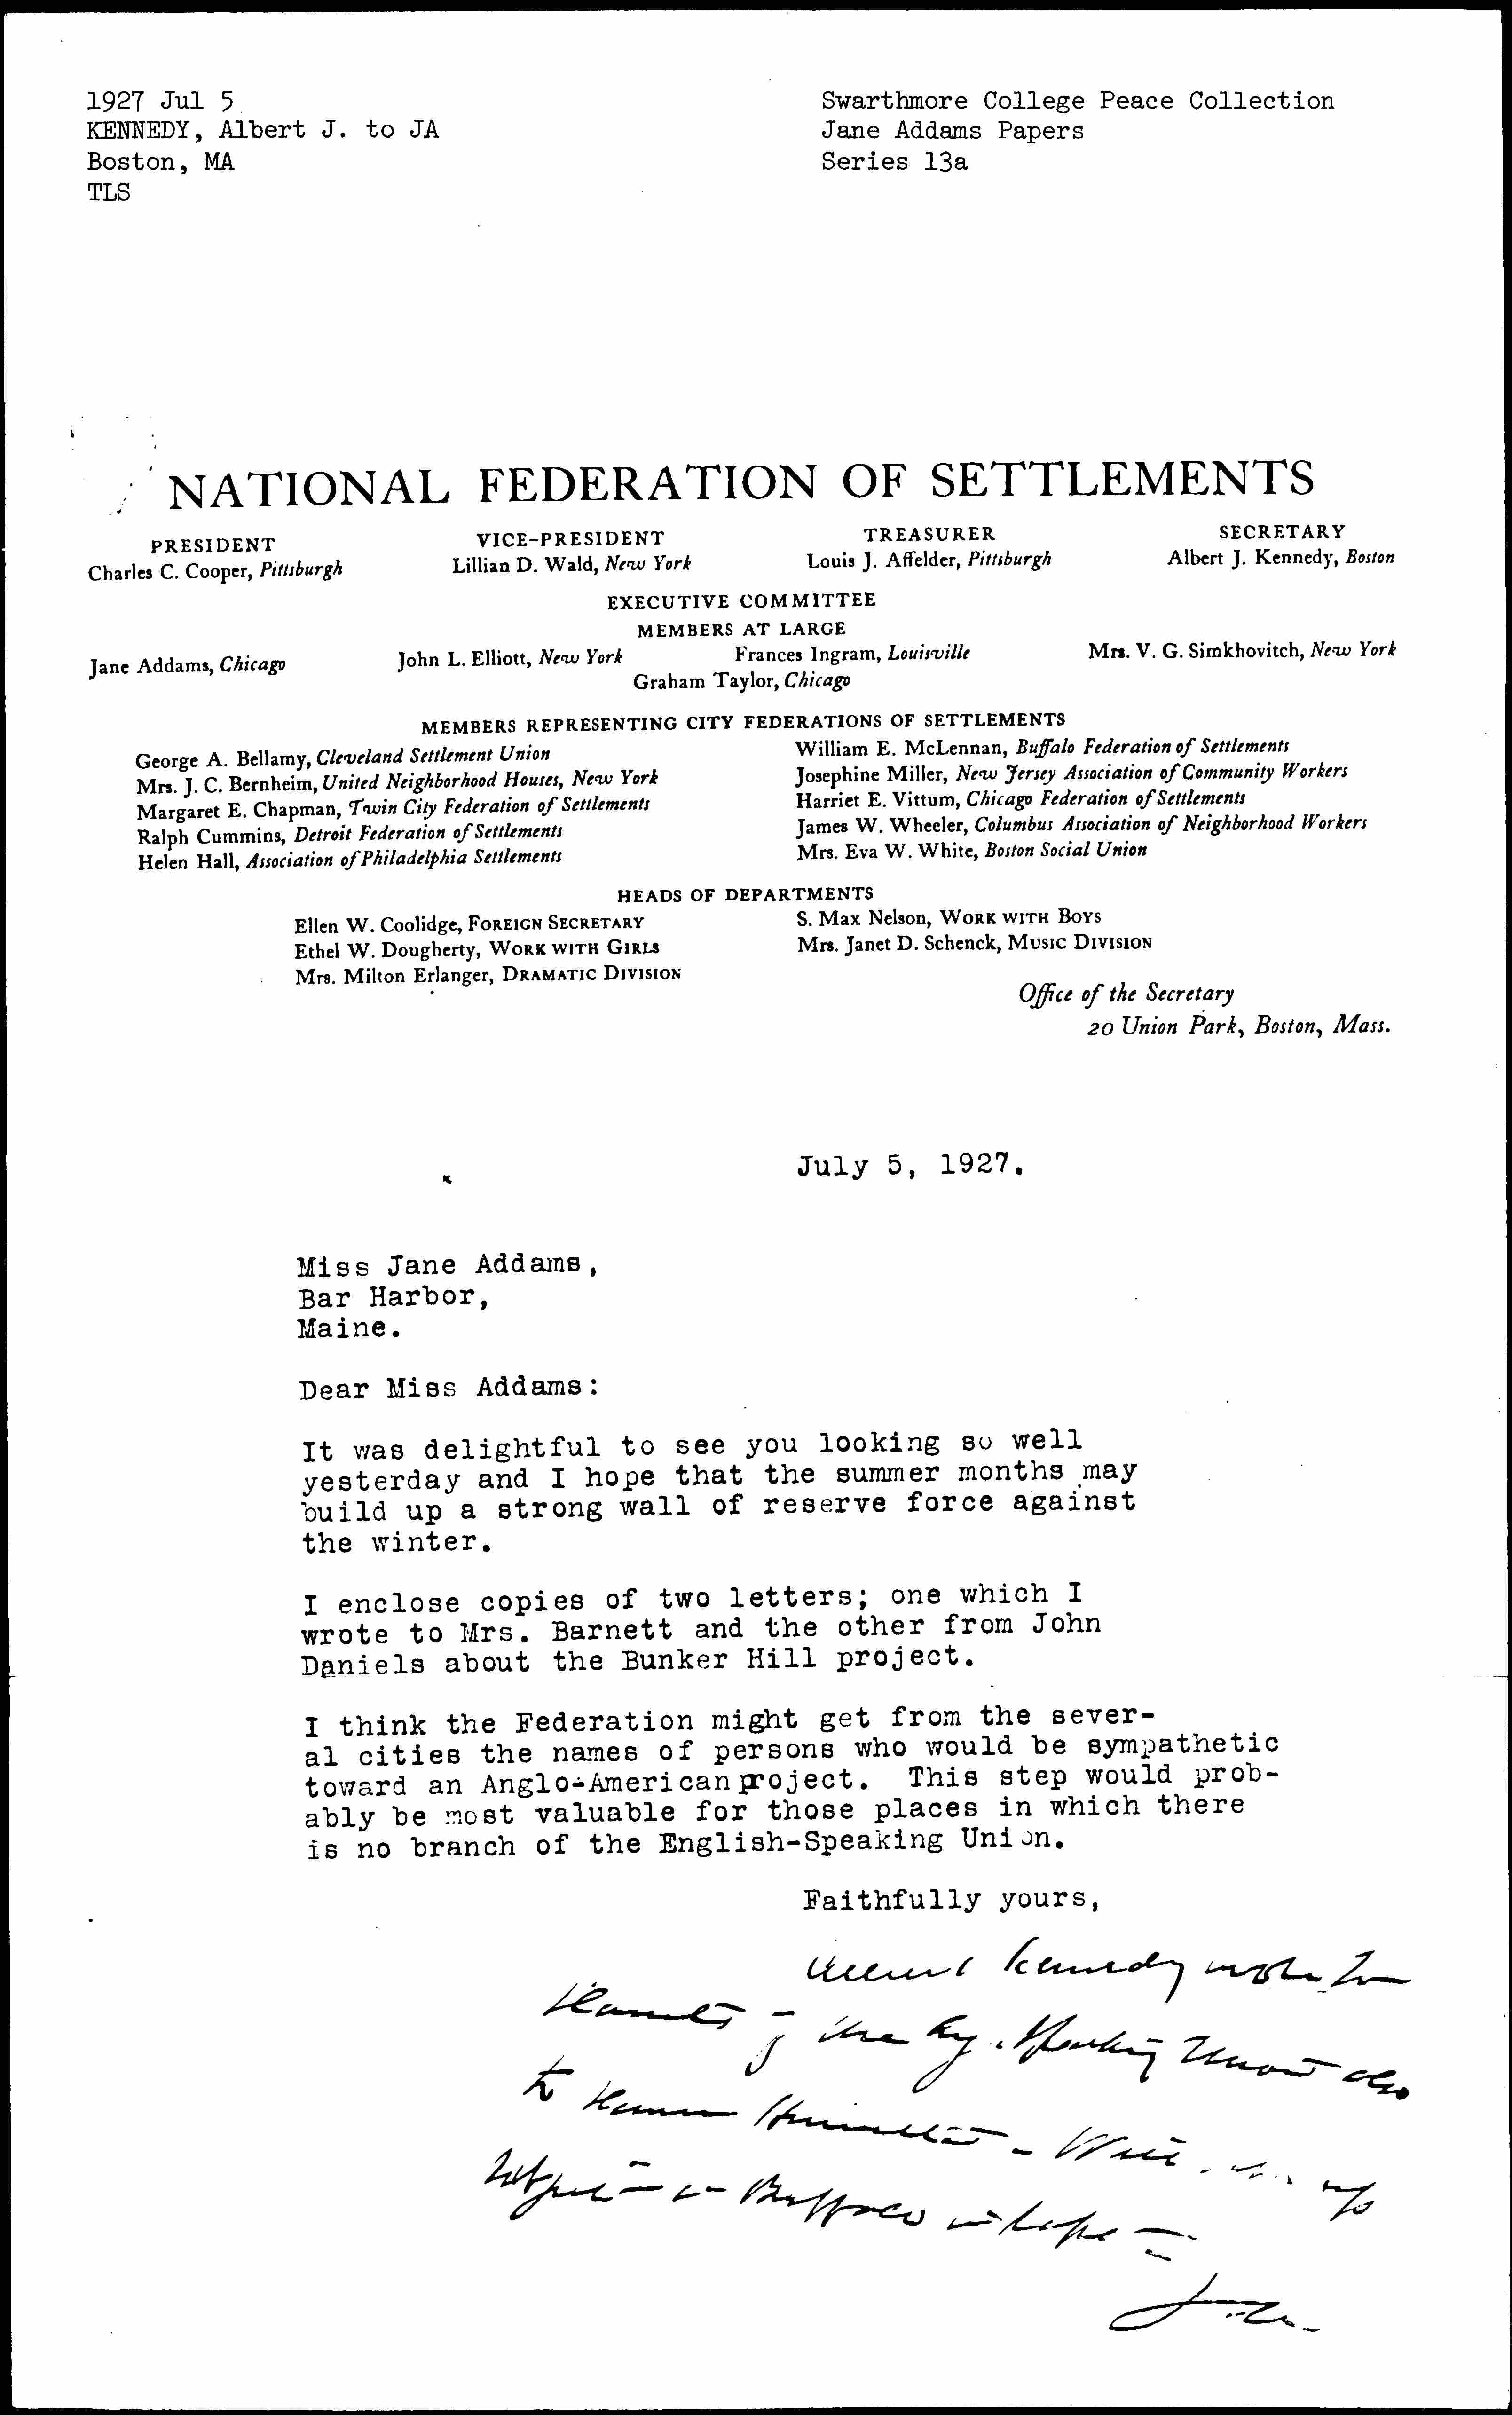 1927 Jul 5
KENNEDY, Albert J. to JA
Boston, MA
TLS
Swarthmore College Peace Collection
Jane Addams Papers
Series 13a
NATIONAL FEDERATION OF SETTLEMENTS
PRESIDENT
Charles C. Cooper, Pittsburgh
VICE-PRESIDENT
Lillian D. Wald, New York
TREASURER
Louis J. Affelder, Pittsburgh
SECRETARY
Albert J. Kennedy, Boston
EXECUTIVE COMMITTEE
MEMBERS AT LARGE
Jane Addams, Chicago John L. Elliott, New York Frances Ingram, Louisville Mrs. V. G. Simkhovitch, New York
Graham Taylor, Chicago
MEMBERS REPRESENTING CITY FEDERATIONS OF SETTLEMENTS
George A. Bellamy, Cleveland Settlement Union
Mrs. J. C. Bernheim, United Neighborhood Houses, New York
Margaret E. Chapman, Twin City Federation of Settlements
Ralph Cummins, Detroit Federation of Settlements
Helen Hall, Association of Philadelphia Settlements
William E. McLennan, Buffalo Federation of Settlements
Josephine Miller, New Jersey Association of Community Workers
Harriet E. Vittum, Chicago Federation of Settlements
James W. Wheeler, Columbus Association of Neighborhood Workers
Mrs. Eva W. White, Boston Social Union
HEADS OF DEPARTMENTS
Ellen W. Coolidge, FOREIGN SECRETARY
Ethel W. Dougherty, WORK WITH GIRLS
Mrs. Milton Erlanger, DRAMATIC DIVISION
S. Max Nelson, WORK WITH BOYS
Mrs. Janet D. Schenck, MUSIC DIVISION
Office of the Secretary
20 Union Park, Boston, Mass.
July 5, 1927.
Miss Jane Addams,
Bar Harbor,
Maine.
Dear Miss Addams:
It was delightful to see you looking so well
yesterday and I hope that the summer months may
build up a strong wall of reserve force against
the winter.
I enclose copies of two letters; one which I
wrote to Mrs. Barnett and the other from John
Daniels about the Bunker Hill project.
I think the Federation might get from the sever-
al cities the names of persons who would be sympathetic
toward an Anglo-American project. This step would prob-
ably be most valuable for those places in which there
is no branch of the English-Speaking Union.
Faithfully yours,
Kennedy
of the Eg. Speaking Union also
to
Buffalo